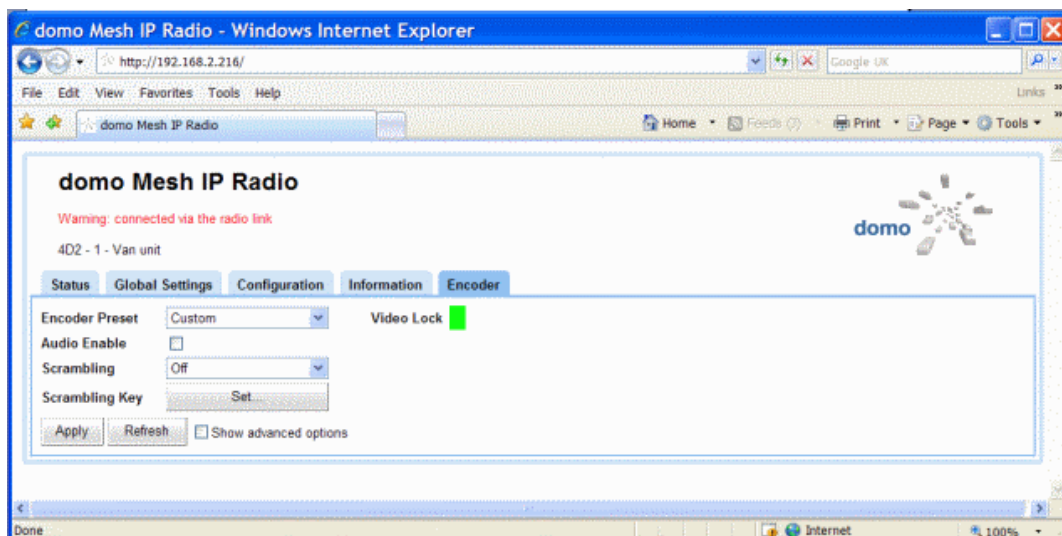 domo Mesh IP Radio - Windows Internet Explorer
http://192.168.2.216/
Google UK
File Edit View Favorites Tools Help
Links
domo Mesh IP Radio
Home Feeds (J) Print Page Tools
domo Mesh IP Radio
Warning: connected via the radio link
domo
4D2 - 1 - Van unit
Status Global Settings Configuration Information Encoder
Encoder Preset Custom Video Lock
Audio Enable
Scrambling Off
Scrambling Key Set...
Apply Refresh Show advanced options
Done Internet 100%